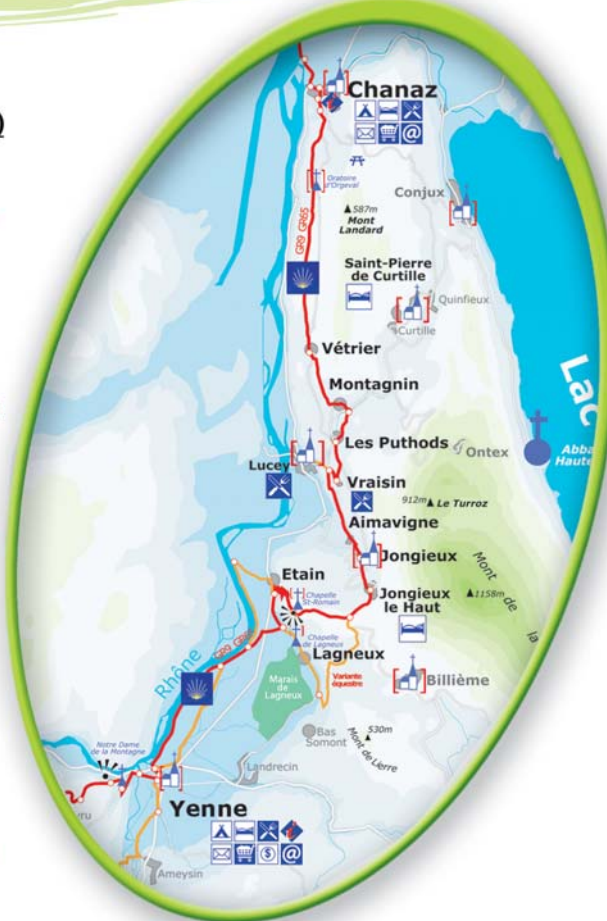 )
Chanaz
@
Oratoire
d'Orgeval
Conjux
587m
Mont
Landard
GR9 GR65
Saint-Pierre
de Curtille
Quinfieux
Curtille
Vétrier
Lac
Montagnin
Les Puthods
Ontex
Abba
Haute
Lucey
Vraisin
912m
Le Turroz
Aimavigne
Jongieux
Mont de la
Etain
Chapelle
St-Romain
Jongieux
le Haut
1158m
Chapelle
de Lagneux
Lagneux
Rhône
Variante
équestre
Marais
de
Lagneux
Billième
Bas
Somont
530m
Mont de Lierre
Notre Dame
de la Montagne
Landrecin
Yenne
$ @
Ameysin